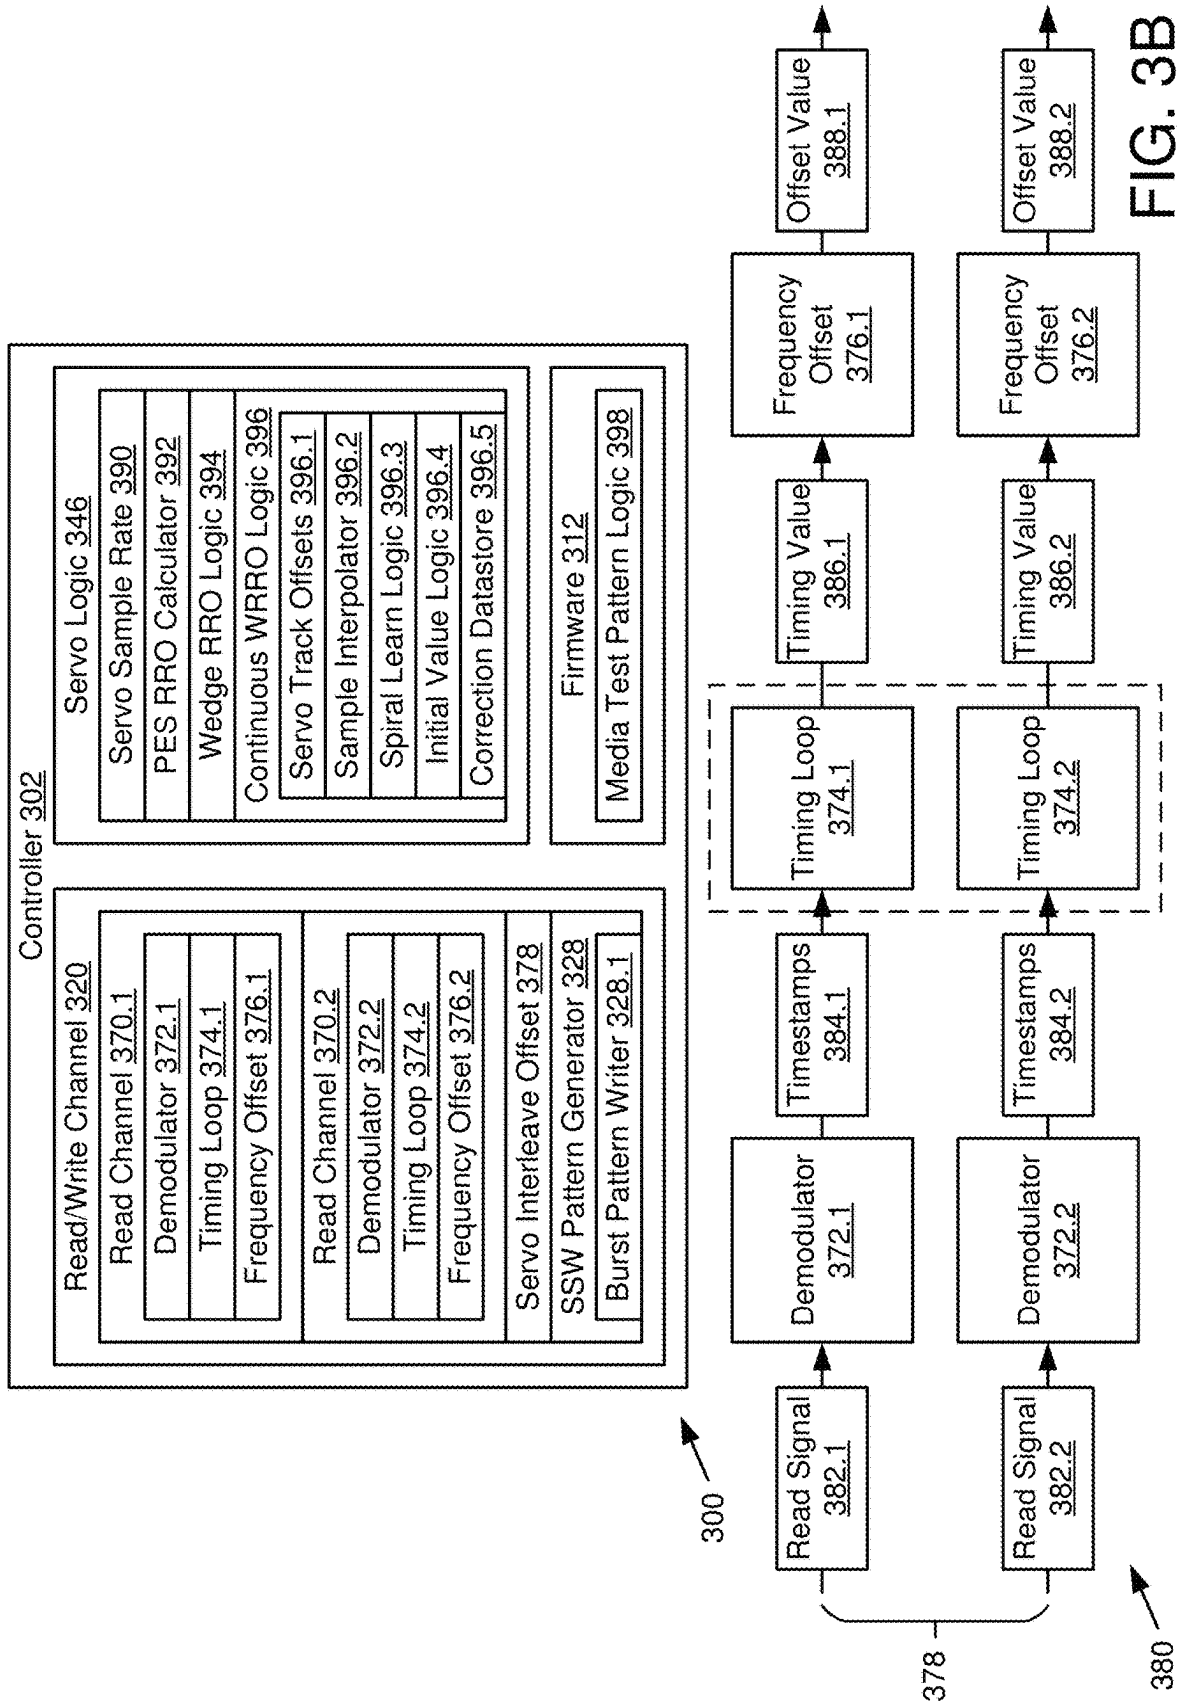 Controller 302
Read/Write Channel 320
Read Channel 370.1
Demodulator 372.1
Timing Loop 374.1
Frequency Offset 376.1
Read Channel 370.2
Demodulator 372.2
Timing Loop 374.2
Frequency Offset 376.2
Servo Interleave Offset 378
SSW Pattern Generator 328
Burst Pattern Writer 328.1
Servo Logic 346
Servo Sample Rate 390
PES RRO Calculator 392
Wedge RRO Logic 394
Continuous WRRO Logic 396
Servo Track Offsets 396.1
Sample Interpolator 396.2
Spiral Learn Logic 396.3
Initial Value Logic 396.4
Correction Datastore 396.5
Firmware 312
Media Test Pattern Logic 398
300
378
Read Signal
382.1
Demodulator
372.1
Timestamps
384.1
Timing Loop
374.1
Timing Value
386.1
Frequency
Offset
376.1
Offset Value
388.1
Read Signal
382.2
Demodulator
372.2
Timestamps
384.2
Timing Loop
374.2
Timing Value
386.2
Frequency
Offset
376.2
Offset Value
388.2
380
FIG. 3B